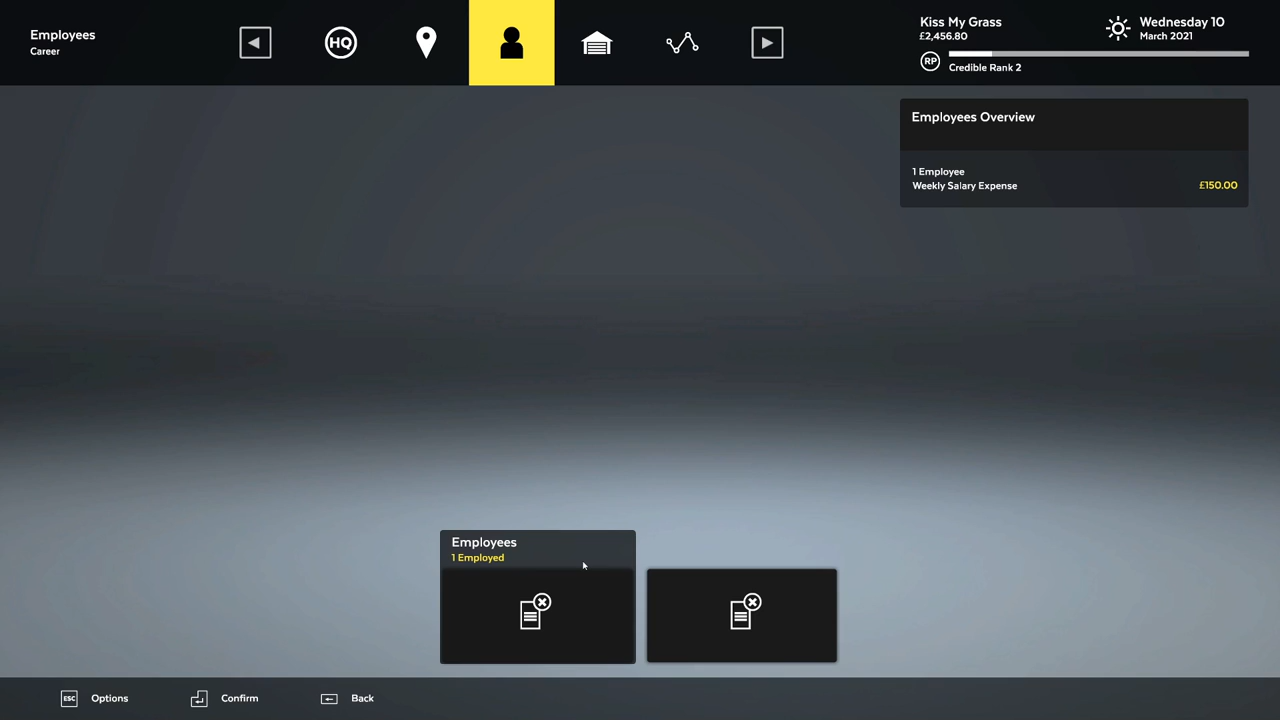 Employees
Career
HQ
Kiss My Grass
£2,456.80
RP
Credible Rank 2
Wednesday 10
March 2021
Employees Overview
1 Employee
Weekly Salary Expense £150.00
Employees
1 Employed
ESC Options
Confirm
Back